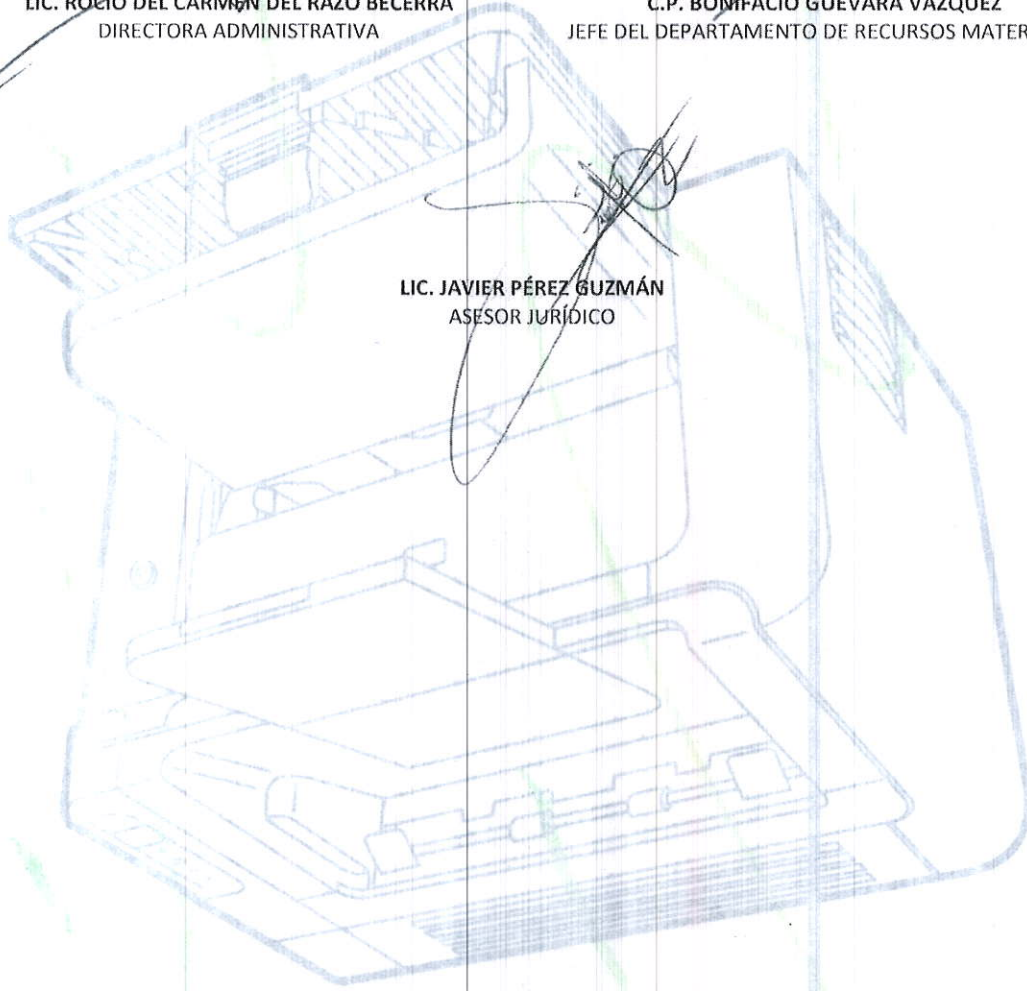 LIC. ROCÍO DEL CARMEN DEL RAZO BECERRA
DIRECTORA ADMINISTRATIVA
C.P. BONIFACIO GUEVARA VÁZQUEZ
JEFE DEL DEPARTAMENTO DE RECURSOS MATER
LIC. JAVIER PÉREZ GUZMÁN
ASESOR JURÍDICO